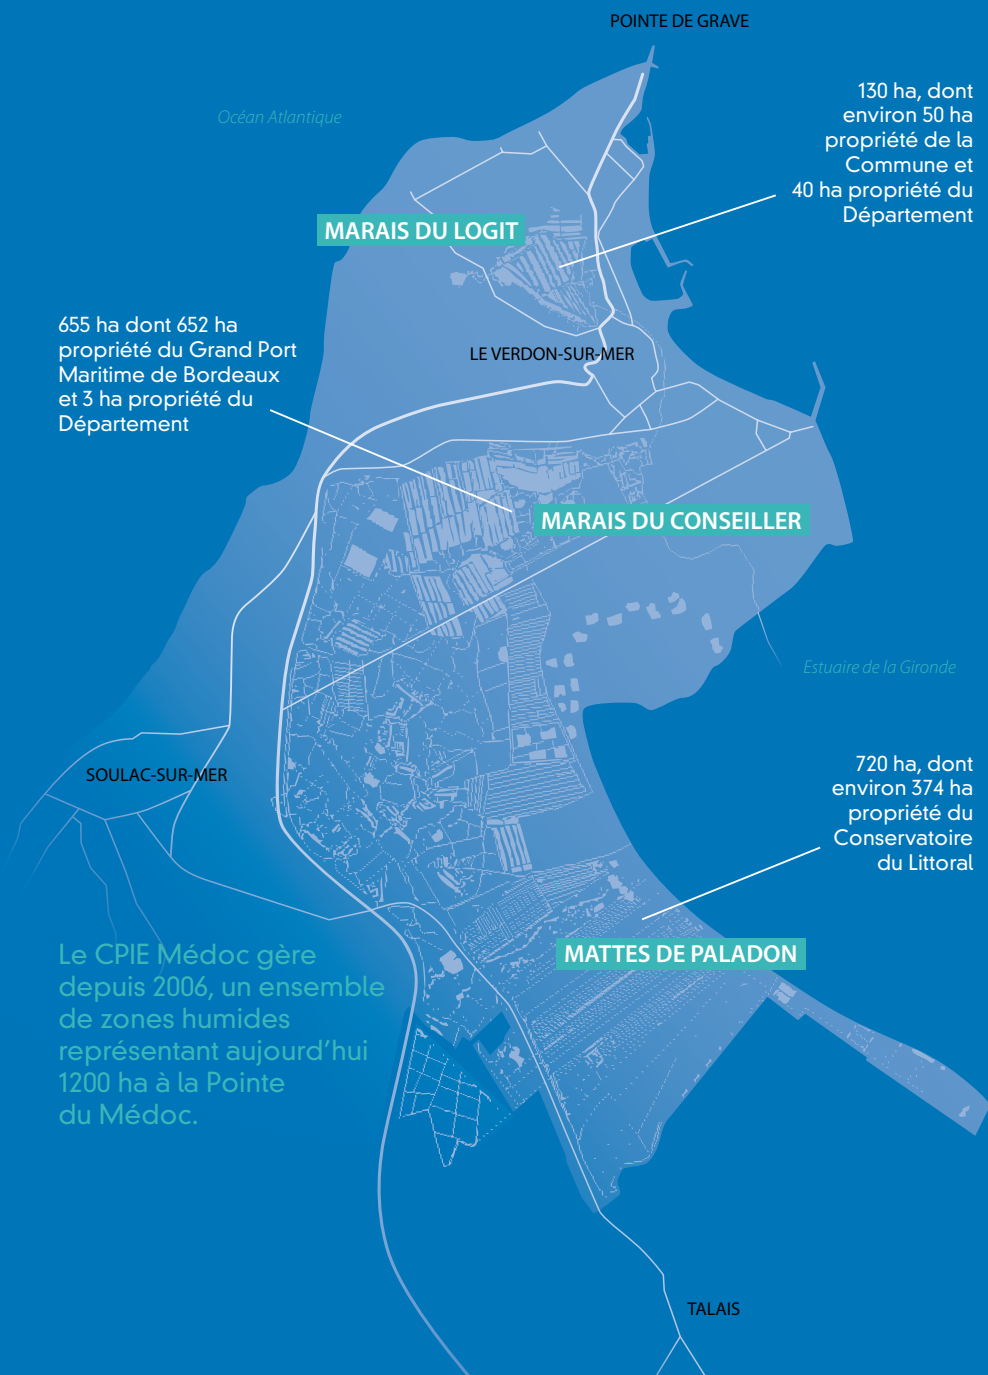 POINTE DE GRAVE
Océan Atlantique
130 ha, dont
environ 50 ha
propriété de la
Commune et
40 ha propriété du
Département
MARAIS DU LOGIT
655 ha dont 652 ha
propriété du Grand Port
Maritime de Bordeaux
et 3 ha propriété du
Département
LE VERDON-SUR-MER
MARAIS DU CONSEILLER
Estuaire de la Gironde
SOULAC-SUR-MER
720 ha, dont
environ 374 ha
propriété du
Conservatoire
du Littoral
MATTES DE PALADON
Le CPIE Médoc gère
depuis 2006, un ensemble
de zones humides
représentant aujourd’hui
1200 ha à la Pointe
du Médoc.
TALAIS